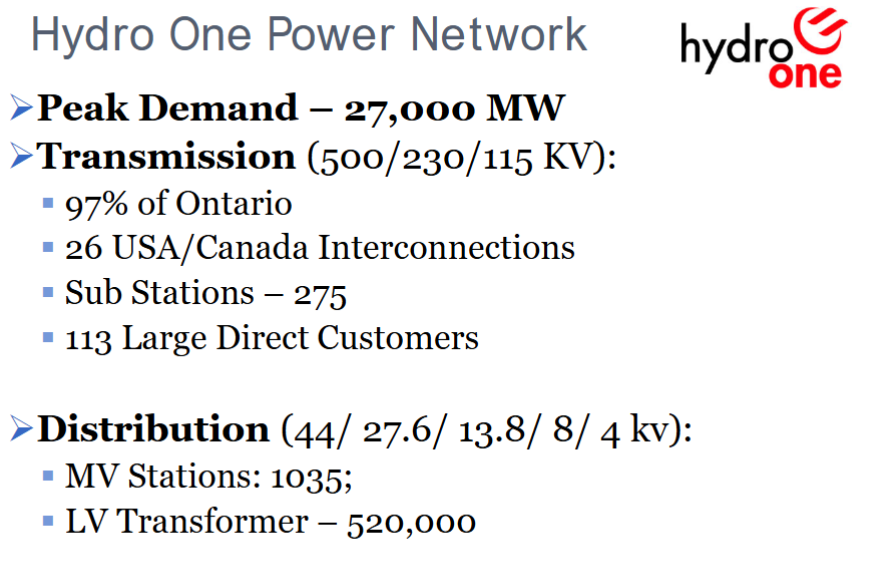 Hydro One Power Network
hydro
one
➢Peak Demand – 27,000 MW
➢Transmission (500/230/115 KV):
▪ 97% of Ontario
▪ 26 USA/Canada Interconnections
▪ Sub Stations – 275
▪ 113 Large Direct Customers
➢Distribution (44/ 27.6/ 13.8/ 8/ 4 kv):
▪ MV Stations: 1035;
▪ LV Transformer – 520,000